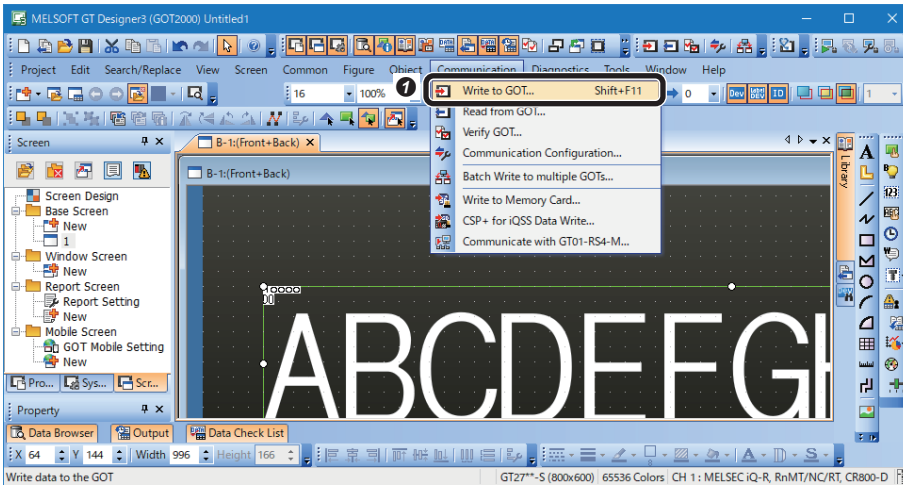 MELSOFT GT Designer3 (GOT2000) Untitled1
Project Edit Search/Replace View Screen Common Figure Object Communication Diagnostics Tools Window Help
16 100% 1 Write to GOT... Shift+F11 0 Dev ID 1
Read from GOT...
Verify GOT...
Communication Configuration...
Batch Write to multiple GOTs...
Write to Memory Card...
CSP+ for iQSS Data Write...
Communicate with GT01-RS4-M...
Screen
B-1:(Front+Back)
B-1:(Front+Back)
Library
Screen Design
Base Screen
New
1
Window Screen
New
Report Screen
Report Setting
New
Mobile Screen
GOT Mobile Setting
New
ABCDEFGH
Pro... Sys... Scr...
Property
Data Browser Output Data Check List
X 64 Y 144 Width 996 Height 166
Write data to the GOT GT27**-S (800x600) 65536 Colors CH 1 : MELSEC iQ-R, RnMT/NC/RT, CR800-D